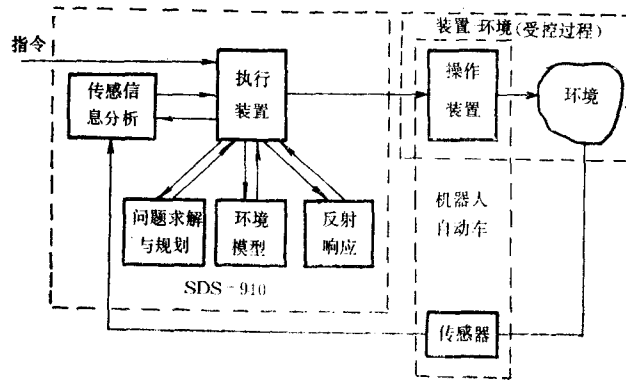 装置 环境(受控过程)
指令
执行
装置
操作
装置
传感信
息分析
环境
问题求解
与规划
环境
模型
反射
响应
机器人
自动车
SDS-910
传感器